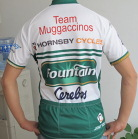 Team
Muggaccinos
HORNSBY CYCLES
fountain
Cerebos